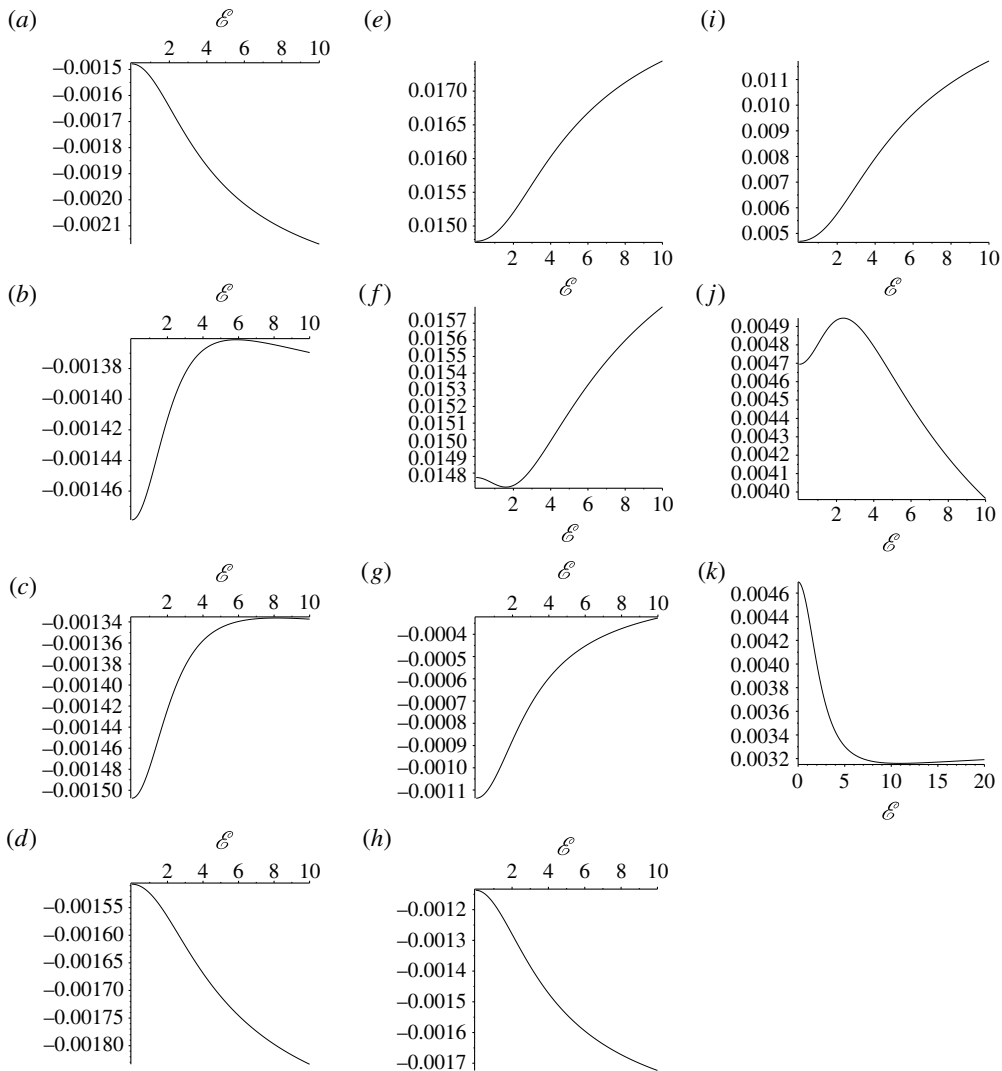 (a)
ℰ
2 4 6 8 10
–0.0015
–0.0016
–0.0017
–0.0018
–0.0019
–0.0020
–0.0021
(e)
0.0170
0.0165
0.0160
0.0155
0.0150
2 4 6 8 10
ℰ
(i)
0.011
0.010
0.009
0.008
0.007
0.006
0.005
2 4 6 8 10
ℰ
(b)
ℰ
2 4 6 8 10
–0.00138
–0.00140
–0.00142
–0.00144
–0.00146
(f)
0.0157
0.0156
0.0155
0.0154
0.0153
0.0152
0.0151
0.0150
0.0149
0.0148
2 4 6 8 10
ℰ
(j)
0.0049
0.0048
0.0047
0.0046
0.0045
0.0044
0.0043
0.0042
0.0041
0.0040
2 4 6 8 10
ℰ
(c)
ℰ
2 4 6 8 10
–0.00134
–0.00136
–0.00138
–0.00140
–0.00142
–0.00144
–0.00146
–0.00148
–0.00150
(g)
ℰ
2 4 6 8 10
–0.0004
–0.0005
–0.0006
–0.0007
–0.0008
–0.0009
–0.0010
–0.0011
(k)
0.0046
0.0044
0.0042
0.0040
0.0038
0.0036
0.0034
0.0032
0 5 10 15 20
ℰ
(d)
ℰ
2 4 6 8 10
–0.00155
–0.00160
–0.00165
–0.00170
–0.00175
–0.00180
(h)
ℰ
2 4 6 8 10
–0.0012
–0.0013
–0.0014
–0.0015
–0.0016
–0.0017